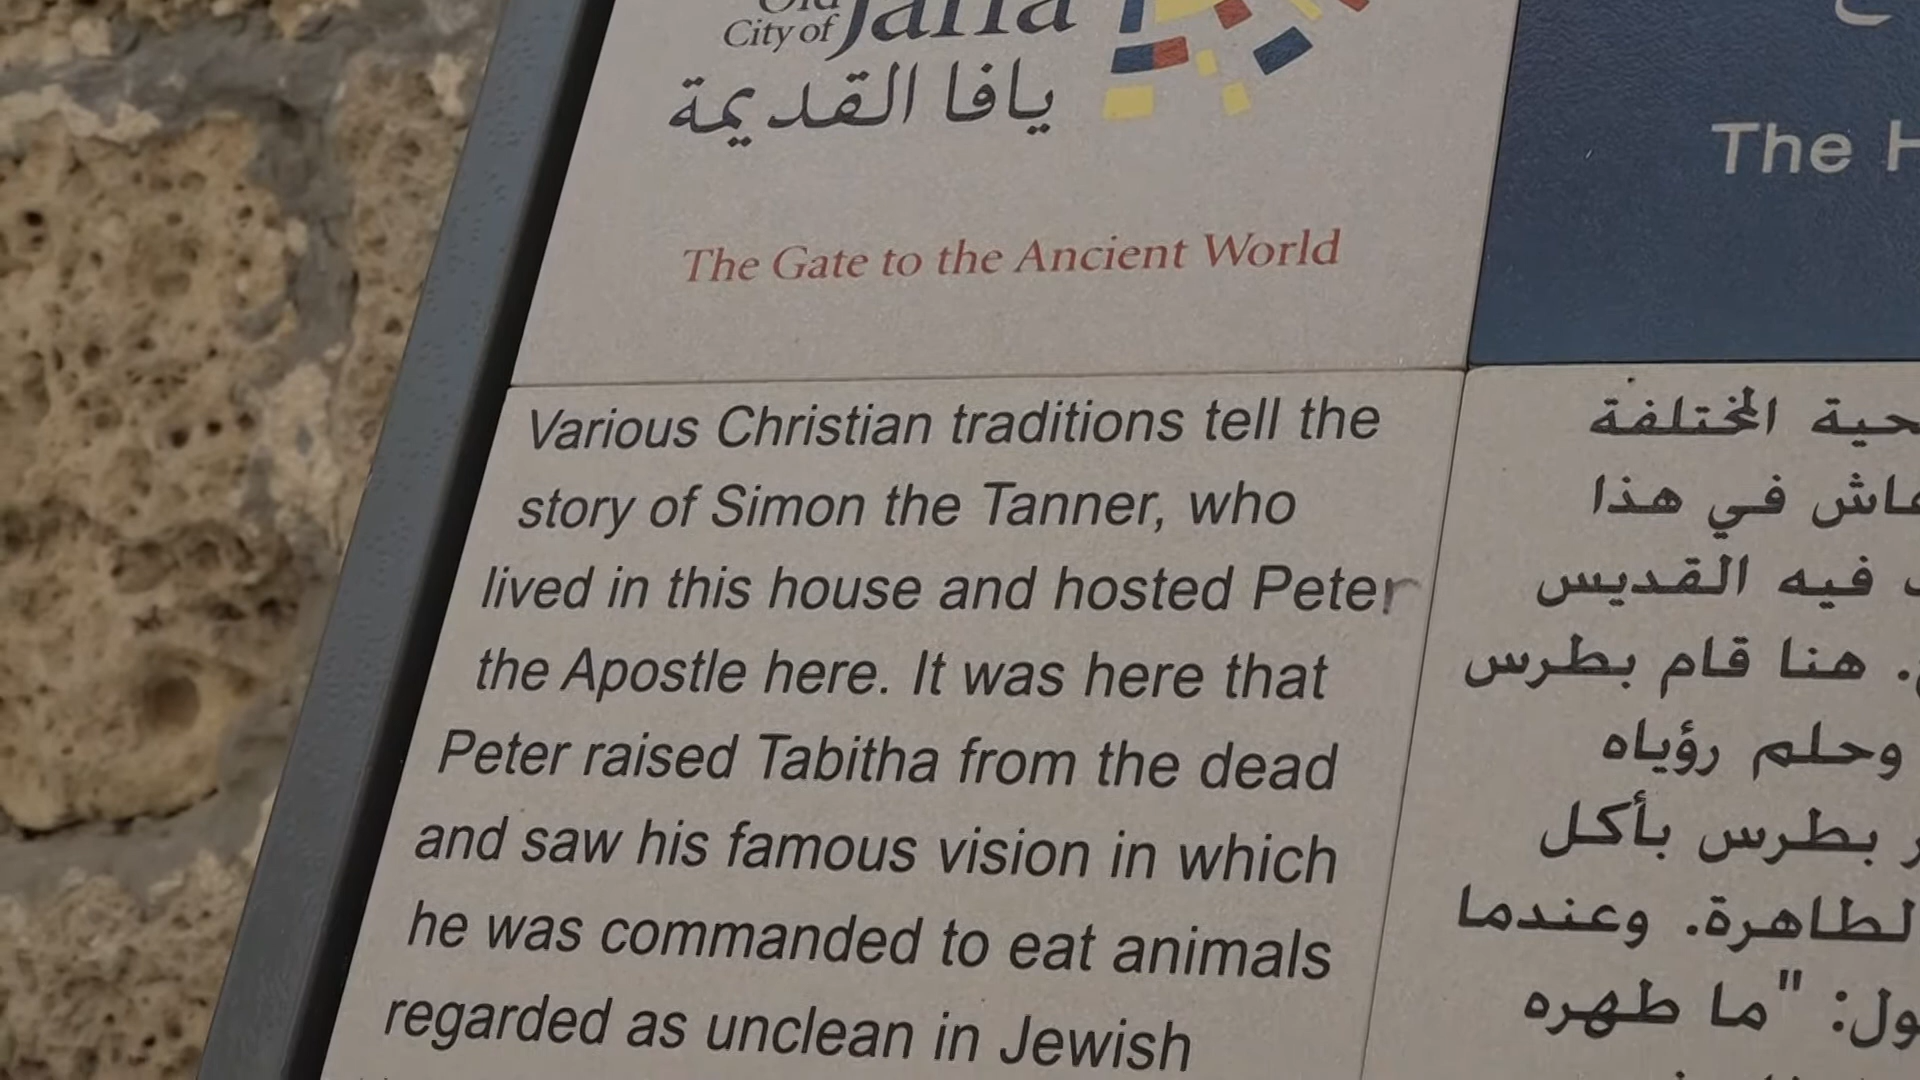 Old
City of Jaffa
يافا القديمة
The Gate to the Ancient World
The
Various Christian traditions tell the
story of Simon the Tanner, who
lived in this house and hosted Peter
the Apostle here. It was here that
Peter raised Tabitha from the dead
and saw his famous vision in which
he was commanded to eat animals
regarded as unclean in Jewish
المختلفة
في هذا
فيه القديس
هنا قام بطرس
وحلم رؤياه
بطرس بأكل
وعندما
"ما طهره